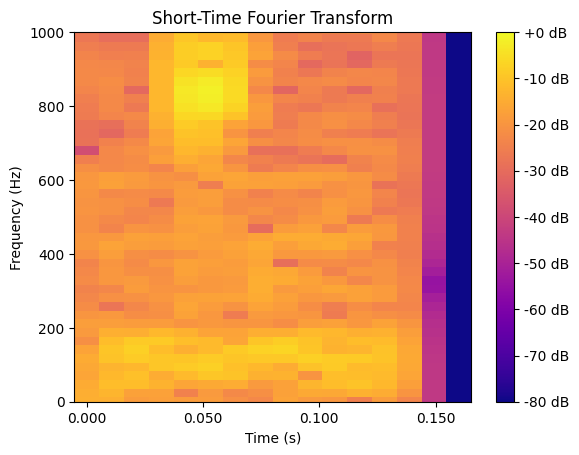 Short-Time Fourier Transform
1000
800
600
400
200
0
Frequency (Hz)
0.000
0.050
0.100
0.150
Time (s)
+0 dB
-10 dB
-20 dB
-30 dB
-40 dB
-50 dB
-60 dB
-70 dB
-80 dB